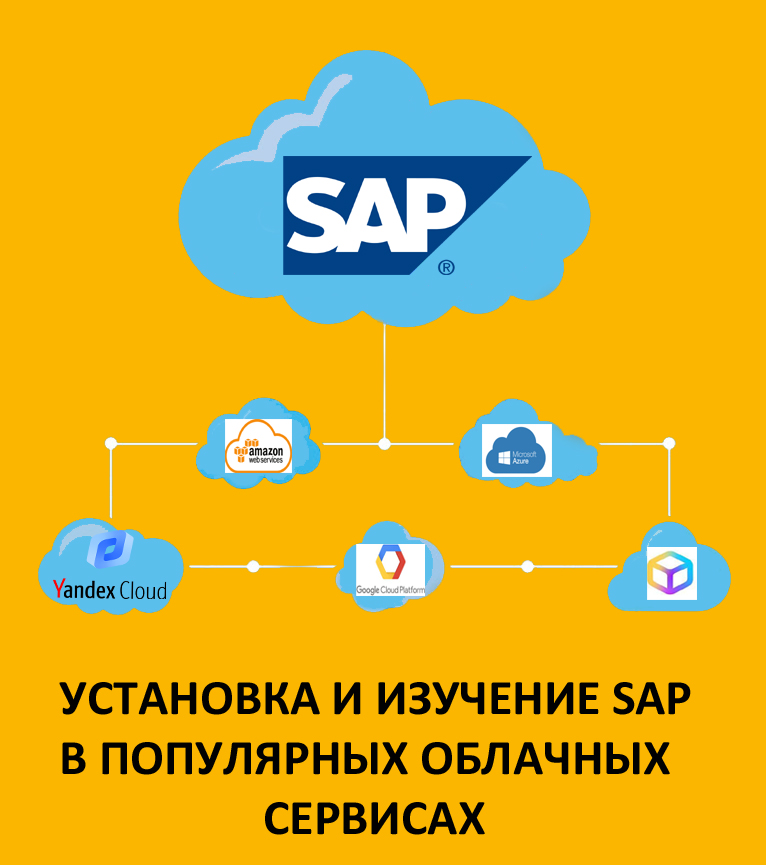 SAP
®
amazon
web services
Microsoft
Azure
Yandex Cloud
Google Cloud Platform
УСТАНОВКА И ИЗУЧЕНИЕ SAP
В ПОПУЛЯРНЫХ ОБЛАЧНЫХ
СЕРВИСАХ